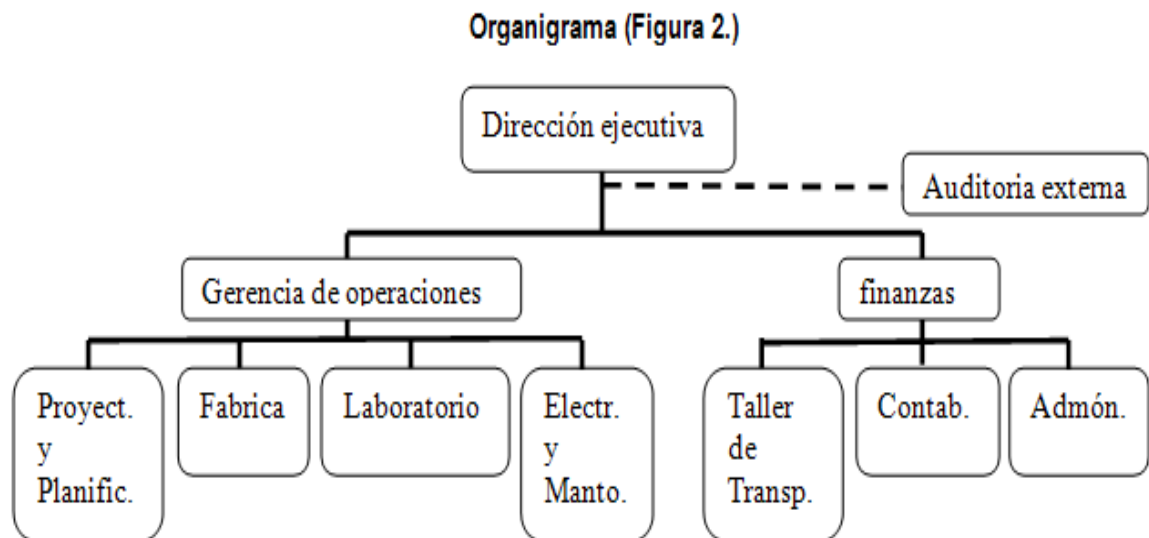 Organigrama (Figura 2.)
Dirección ejecutiva
Auditoria externa
Gerencia de operaciones
finanzas
Proyect.
y
Planific.
Fabrica
Laboratorio
Electr.
y
Manto.
Taller
de
Transp.
Contab.
Admón.